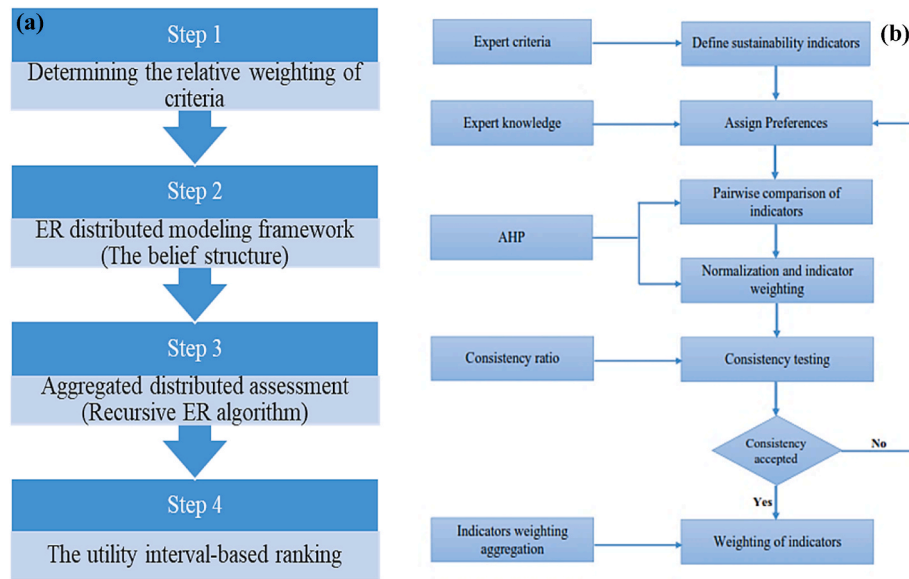 (a)
Step 1
Determining the relative weighting of
criteria
Step 2
ER distributed modeling framework
(The belief structure)
Step 3
Aggregated distributed assessment
(Recursive ER algorithm)
Step 4
The utility interval-based ranking
(b)
Expert criteria
Define sustainability indicators
Expert knowledge
Assign Preferences
Pairwise comparison of
indicators
AHP
Normalization and indicator
weighting
Consistency ratio
Consistency testing
Consistency
accepted
No
Yes
Indicators weighting
aggregation
Weighting of indicators